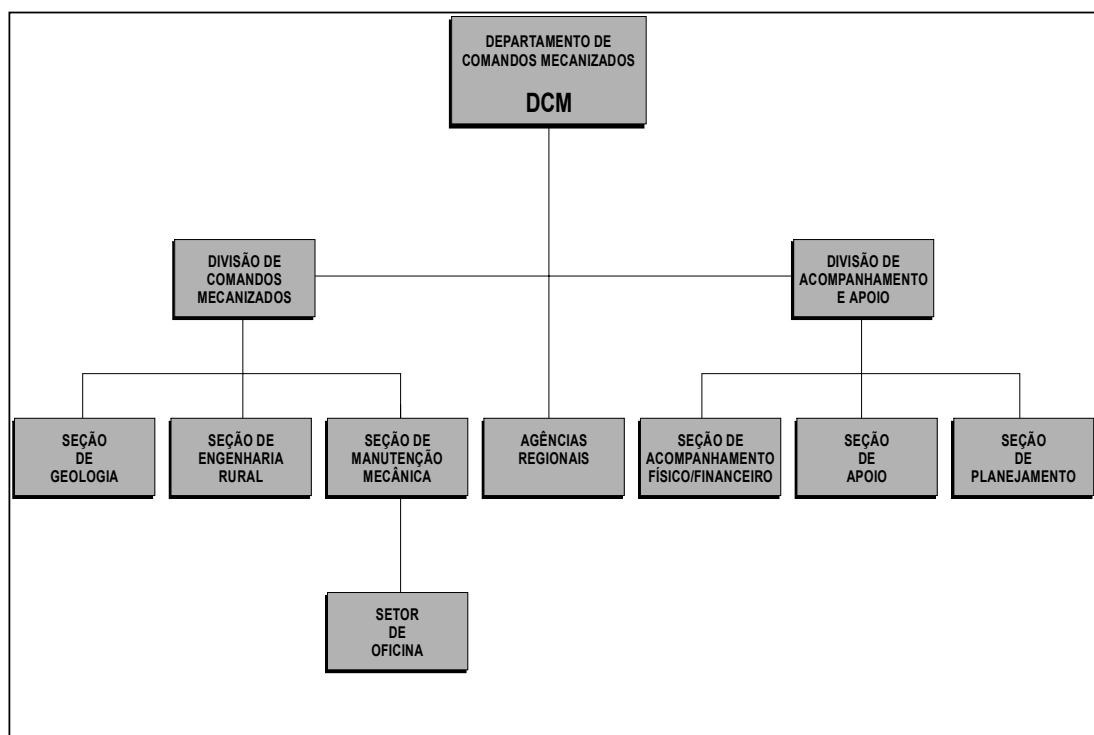 DEPARTAMENTO DE
COMANDOS MECANIZADOS
DCM
DIVISÃO DE
COMANDOS
MECANIZADOS
DIVISÃO DE
ACOMPANHAMENTO
E APOIO
SEÇÃO
DE
GEOLOGIA
SEÇÃO DE
ENGENHARIA
RURAL
SEÇÃO DE
MANUTENÇÃO
MECÂNICA
AGÊNCIAS
REGIONAIS
SEÇÃO DE
ACOMPANHAMENTO
FÍSICO/FINANCEIRO
SEÇÃO
DE
APOIO
SEÇÃO
DE
PLANEJAMENTO
SETOR
DE
OFICINA